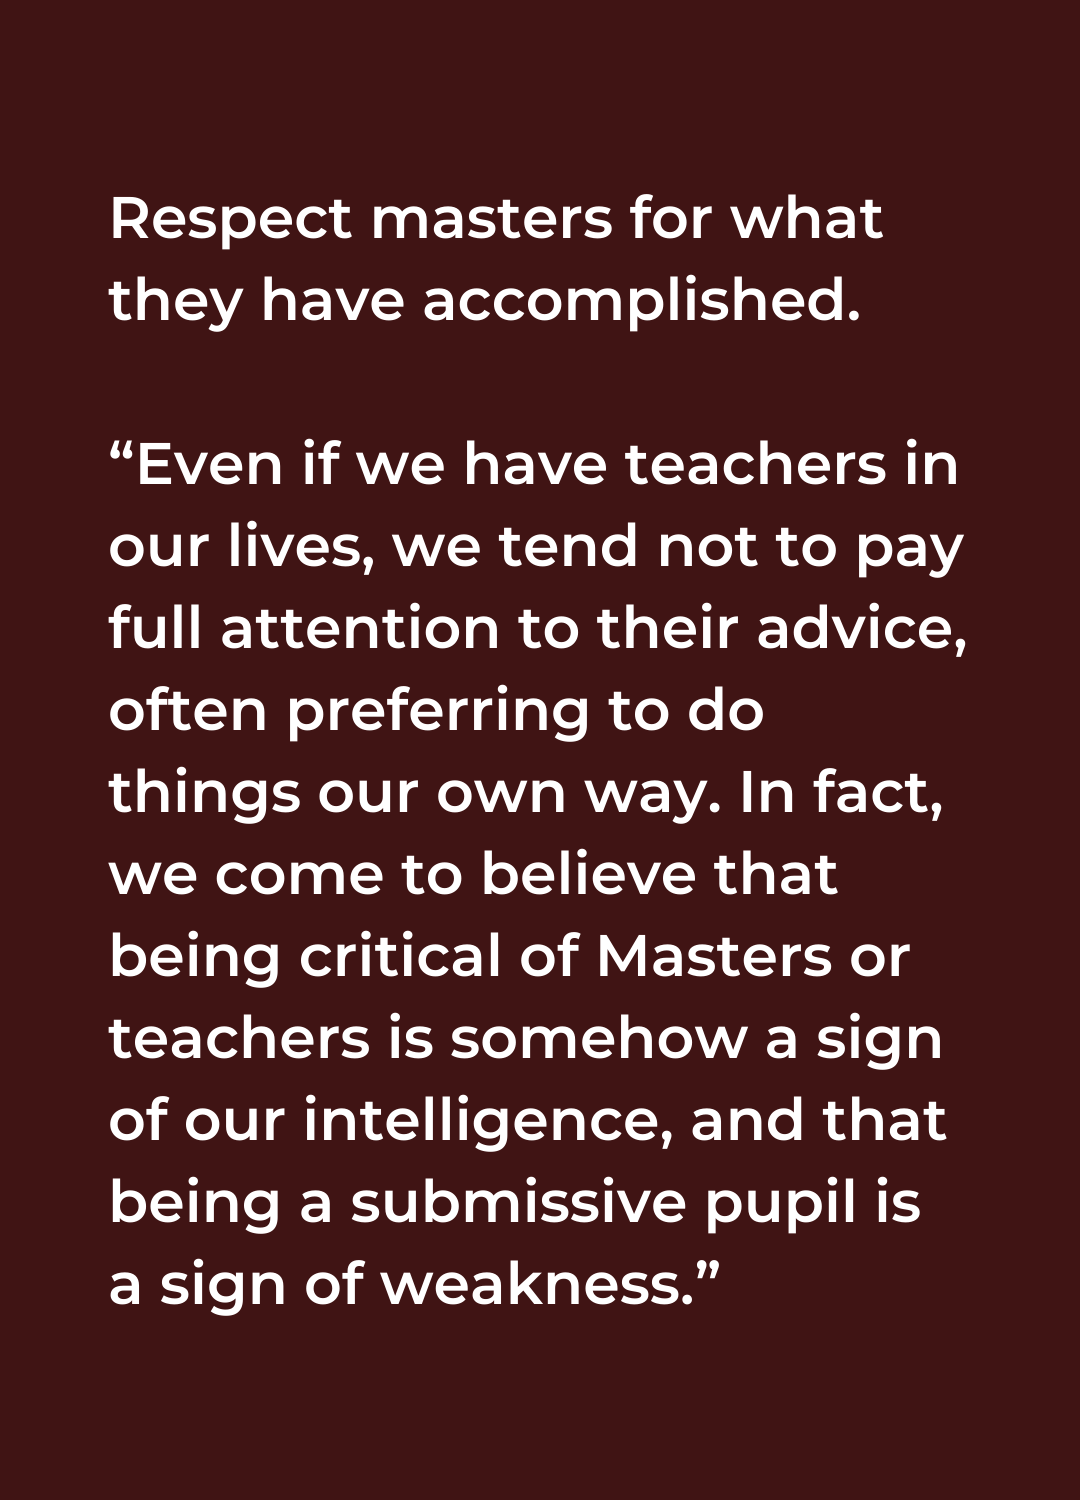 Respect masters for what
they have accomplished.
“Even if we have teachers in
our lives, we tend not to pay
full attention to their advice,
often preferring to do
things our own way. In fact,
we come to believe that
being critical of Masters or
teachers is somehow a sign
of our intelligence, and that
being a submissive pupil is
a sign of weakness.”